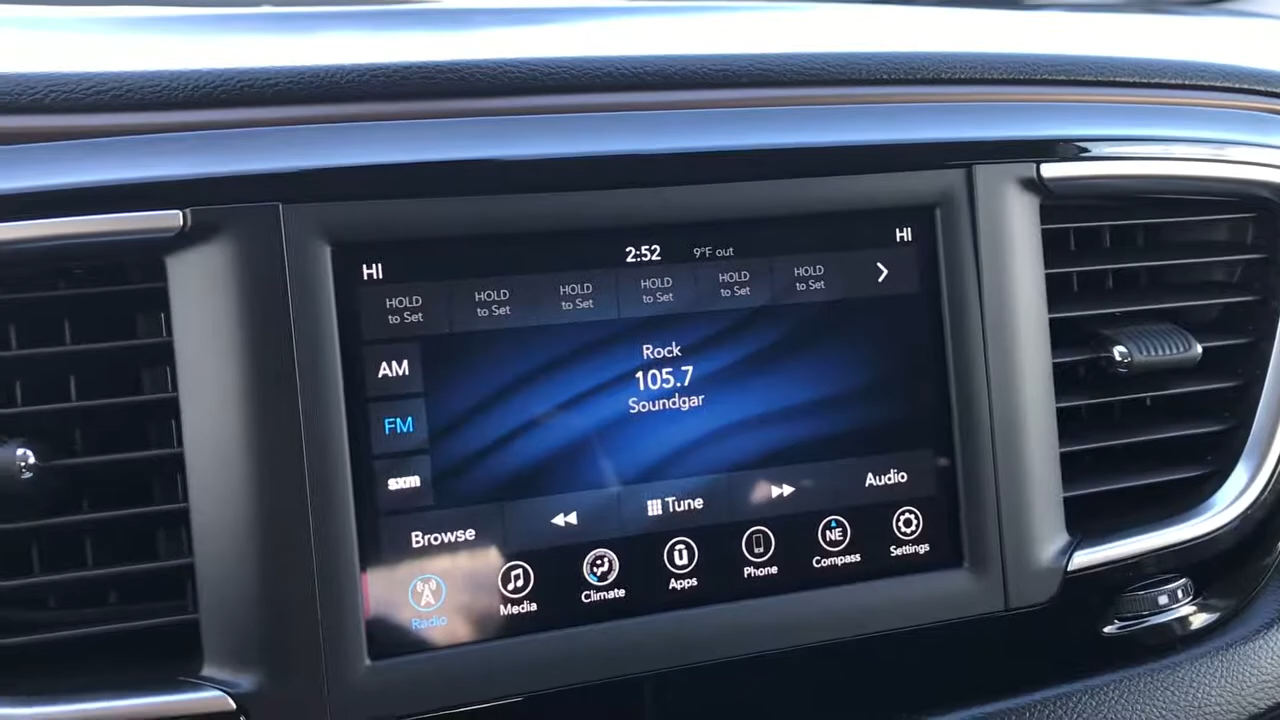 HI
2:52
9°F out
HI
HOLD
to Set
HOLD
to Set
HOLD
to Set
HOLD
to Set
HOLD
to Set
HOLD
to Set
AM
FM
sxm
Rock
105.7
Soundgar
Browse
Tune
Audio
Radio
Media
Climate
Apps
Phone
NE
Compass
Settings